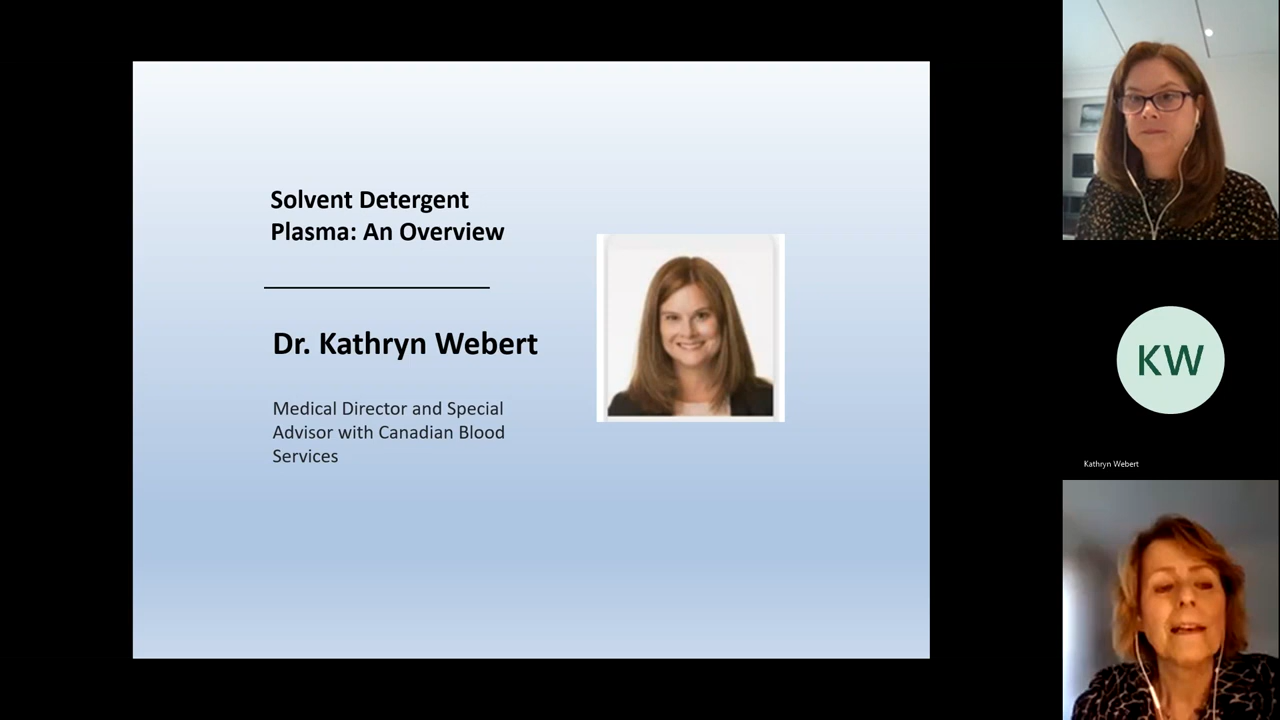 Solvent Detergent
Plasma: An Overview
Dr. Kathryn Webert
Medical Director and Special
Advisor with Canadian Blood
Services
KW
Kathryn Webert